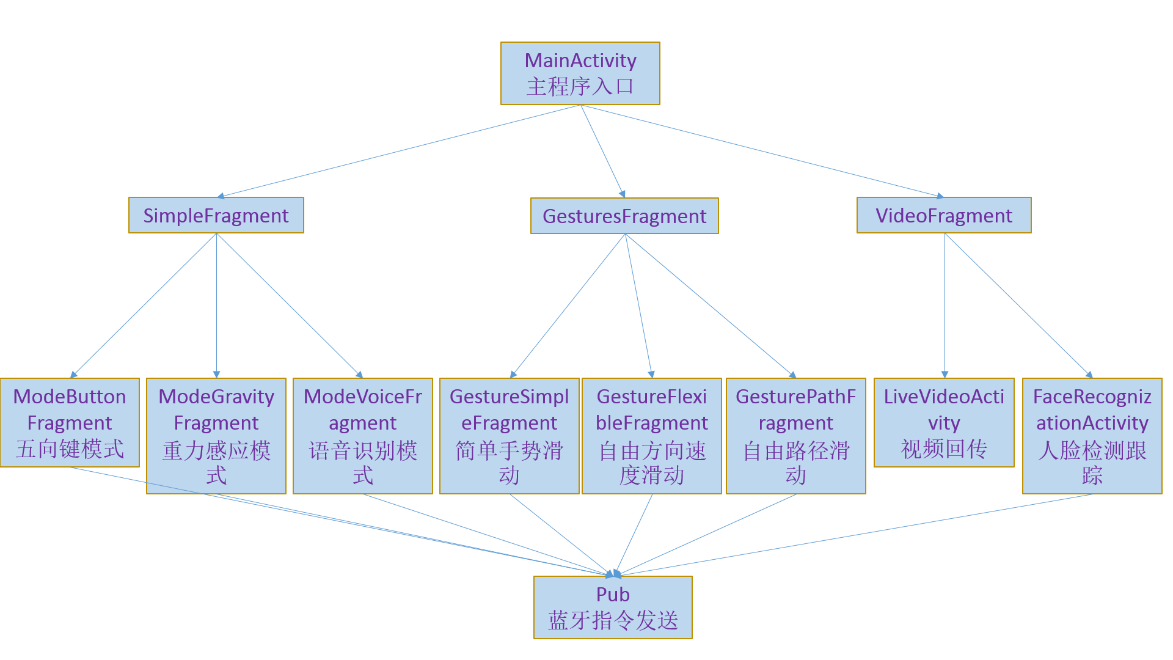 MainActivity
主程序入口
SimpleFragment
GesturesFragment
VideoFragment
ModeButton
Fragment
五向键模式
ModeGravity
Fragment
重力感应模
式
ModeVoiceFr
agment
语音识别模
式
GestureSimpl
eFragment
简单手势滑
动
GestureFlexi
bleFragment
自由方向速
度滑动
GesturePathF
ragment
自由路径滑
动
LiveVideoActi
vity
视频回传
FaceRecogniz
ationActivity
人脸检测跟
踪
Pub
蓝牙指令发送